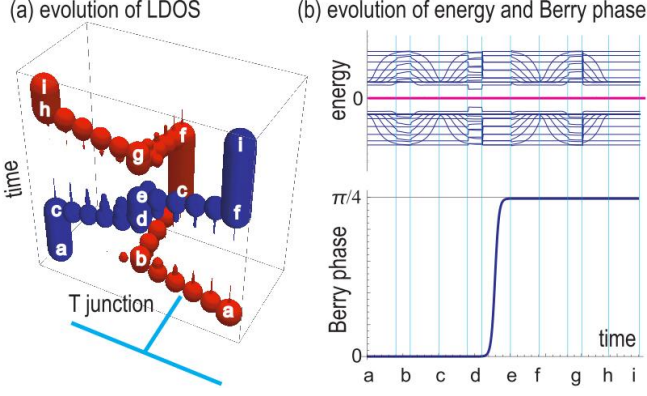 (a) evolution of LDOS
(b) evolution of energy and Berry phase
i
h
f
i
g
e
c
c
d
f
a
b
a
time
T junction
energy
0
π/4
Berry phase
0
time
a b c d e f g h i